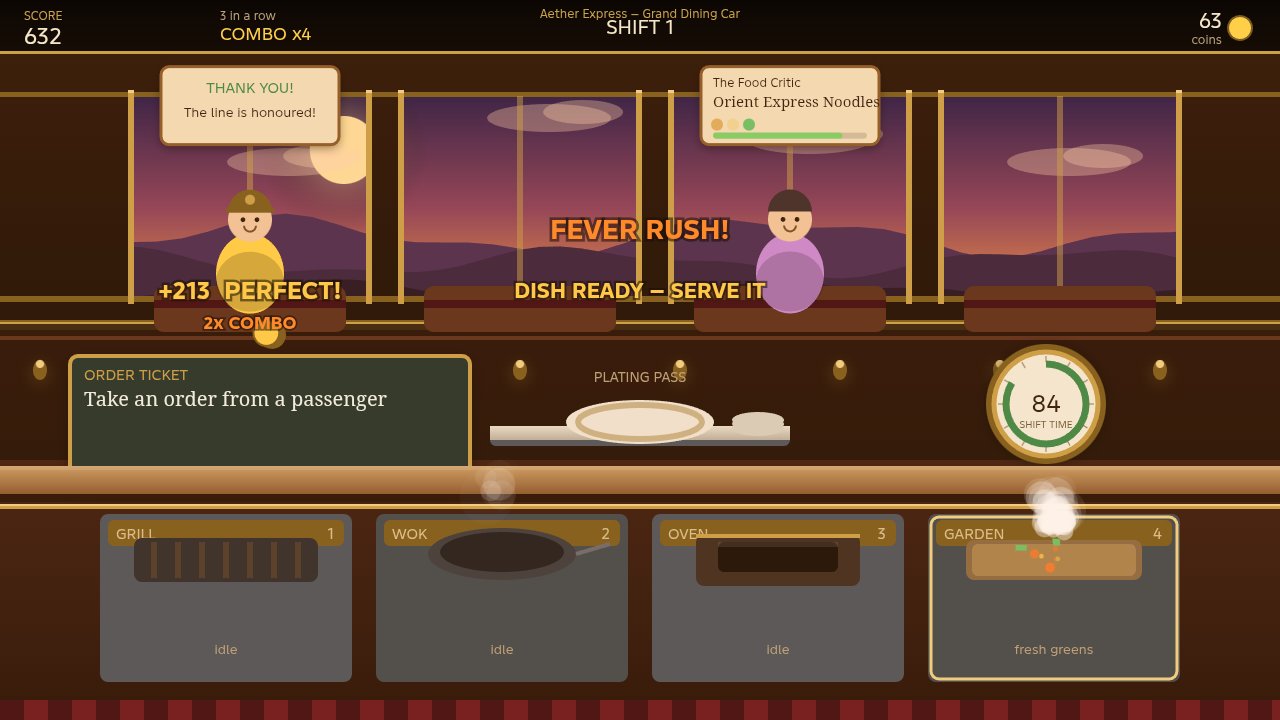 SCORE
632
3 in a row
COMBO x4
Aether Express — Grand Dining Car
SHIFT 1
63
coins
THANK YOU!
The line is honoured!
The Food Critic
Orient Express Noodles
FEVER RUSH!
+213 PERFECT!
2x COMBO
DISH READY — SERVE IT
ORDER TICKET
Take an order from a passenger
PLATING PASS
84
SHIFT TIME
GRILL 1
WOK 2
OVEN 3
GARDEN 4
idle
idle
idle
fresh greens